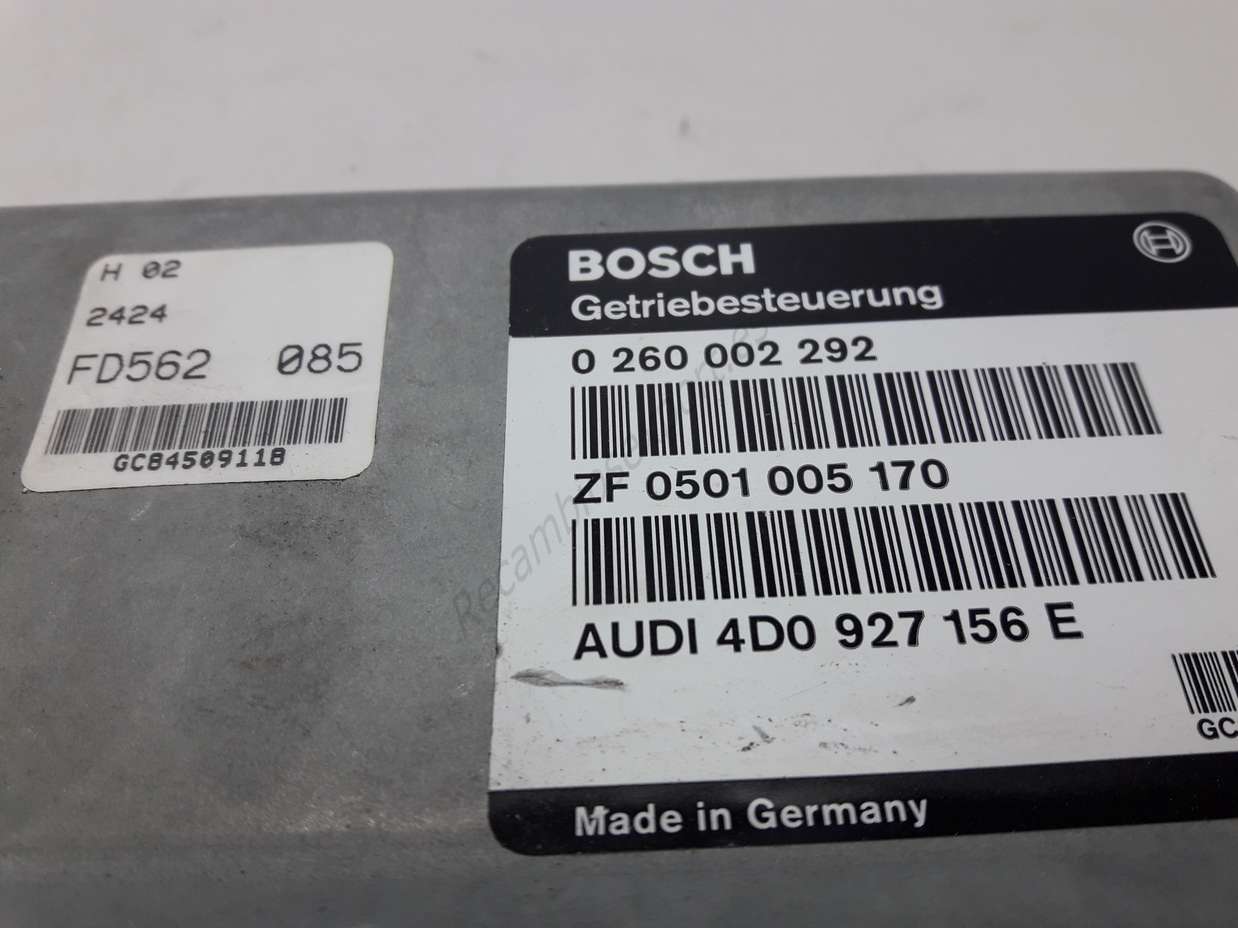 H 02
2424
FD562 085
GC84509118
BOSCH
Getriebesteuerung
0 260 002 292
ZF 0501 005 170
AUDI 4D0 927 156 E
GC
Made in Germany